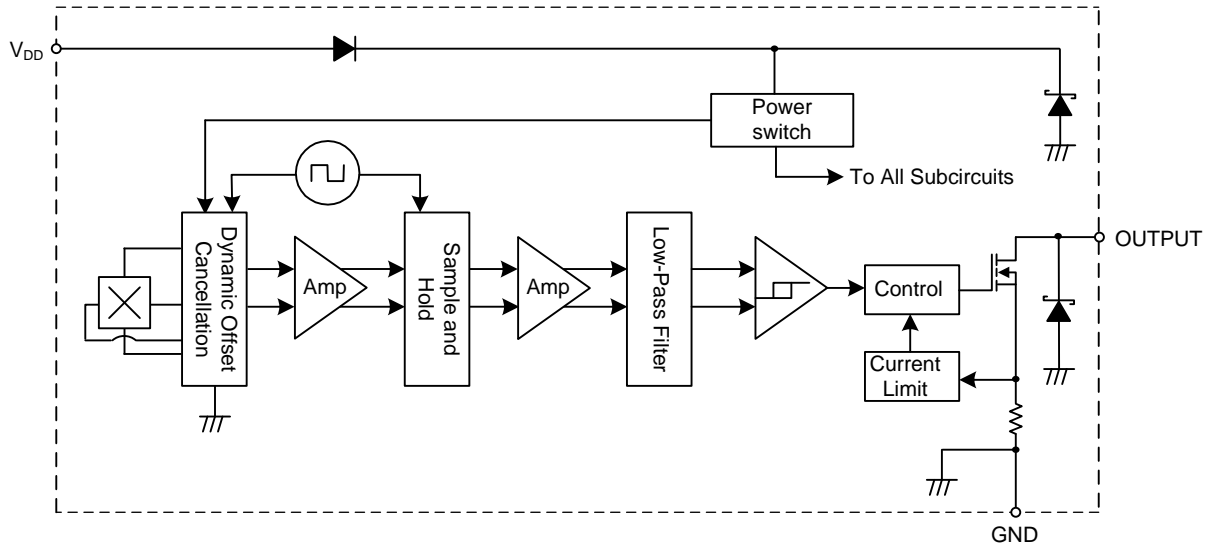 VDD
Power
switch
To All Subcircuits
Dynamic Offset
Cancellation
Amp
Sample and
Hold
Amp
Low-Pass Filter
Control
Current
Limit
OUTPUT
GND